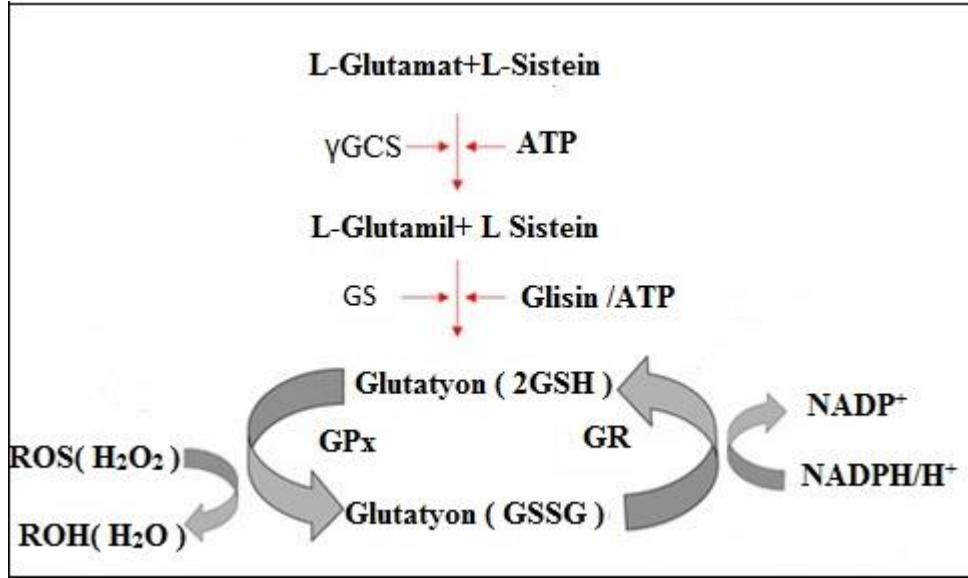 L-Glutamat+L-Sistein
γGCS ATP
L-Glutamil+ L Sistein
GS Glisin /ATP
Glutatyon ( 2GSH )
NADP⁺
GPx GR
ROS( H₂O₂ )
NADPH/H⁺
Glutatyon ( GSSG )
ROH( H₂O )